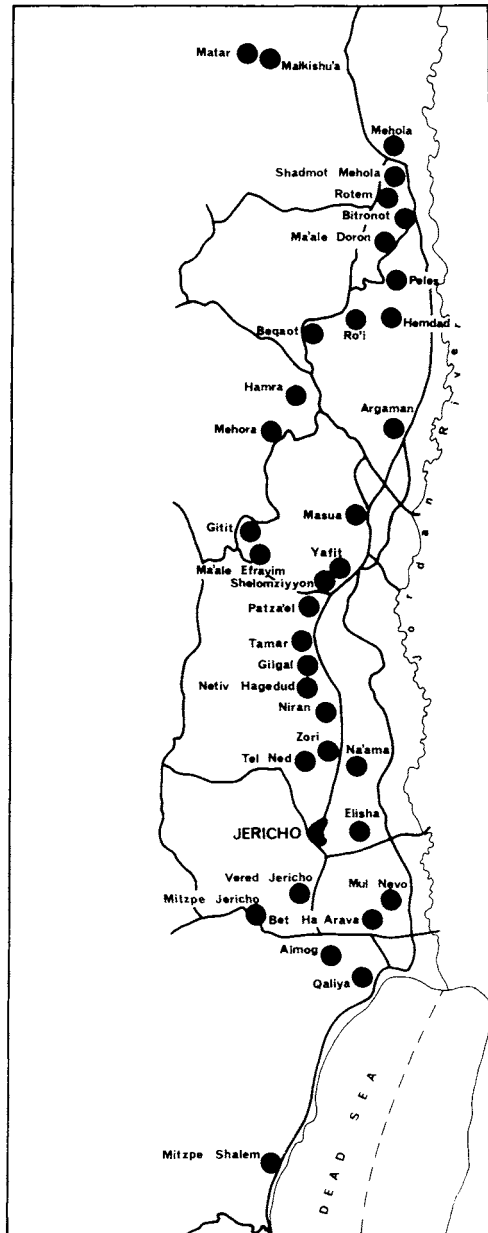 Matar
Malkishu'a
Mehola
Shadmot Mehola
Rotem
Bitronot
Ma'ale Doron
Peles
Hemdad
Ro'i
Beqaot
Hamra
Argaman
Mehora
Jordan River
Masua
Gitit
Yafit
Ma'ale Efrayim
Shelomziyyon
Patza'el
Tamar
Gilgal
Netiv Hagedud
Niran
Zori
Na'ama
Tel Ned
Elisha
JERICHO
Vered Jericho
Mul Nevo
Mitzpe Jericho
Bet Ha Arava
Almog
Qaliya
DEAD SEA
Mitzpe Shalem